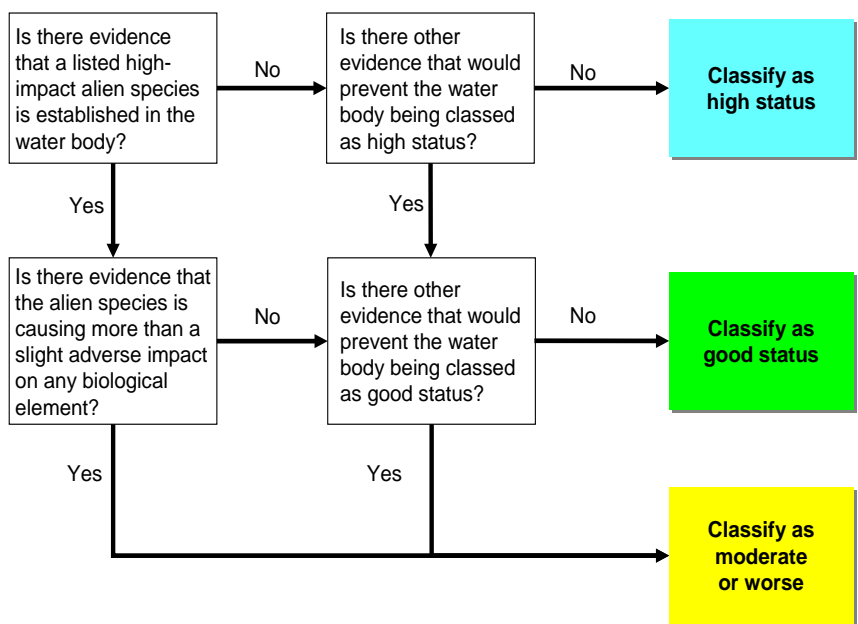 Is there evidence
that a listed high-
impact alien species
is established in the
water body?
No
Is there other
evidence that would
prevent the water
body being classed
as high status?
No
Classify as
high status
Yes
Yes
Is there evidence that
the alien species is
causing more than a
slight adverse impact
on any biological
element?
No
Is there other
evidence that would
prevent the water
body being classed
as good status?
No
Classify as
good status
Yes
Yes
Classify as
moderate
or worse